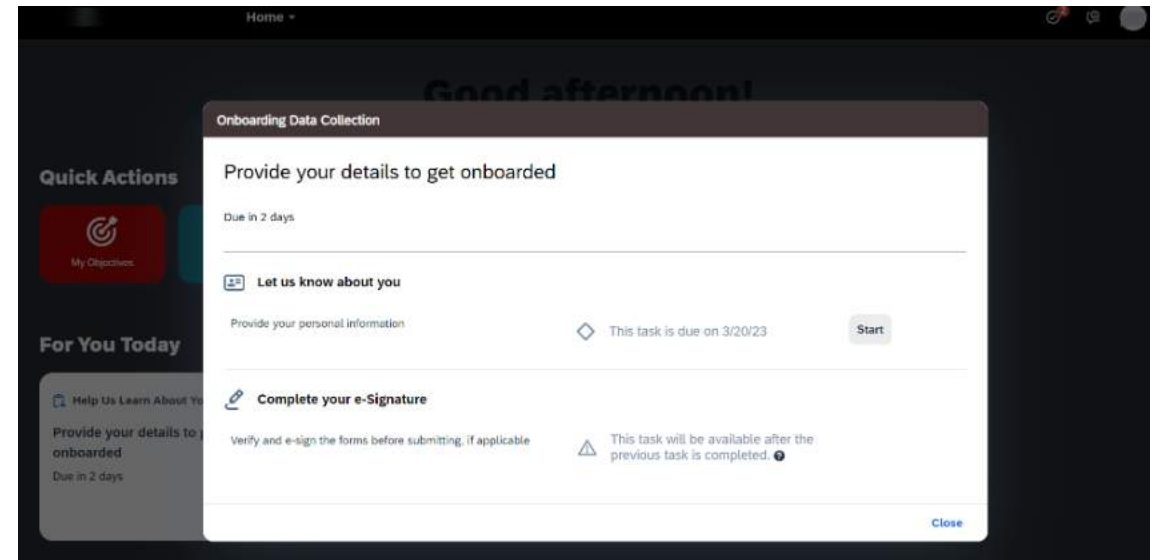 Home
Good afternoon!
Onboarding Data Collection
Provide your details to get onboarded
Due in 2 days
Quick Actions
My Objectives
Let us know about you
Provide your personal information
This task is due on 3/20/23
Start
For You Today
Complete your e-Signature
Help Us Learn About
Verify and e-sign the forms before submitting, if applicable
This task will be available after the
previous task is completed.
Provide your details to
onboarded
Due in 2 days
Close